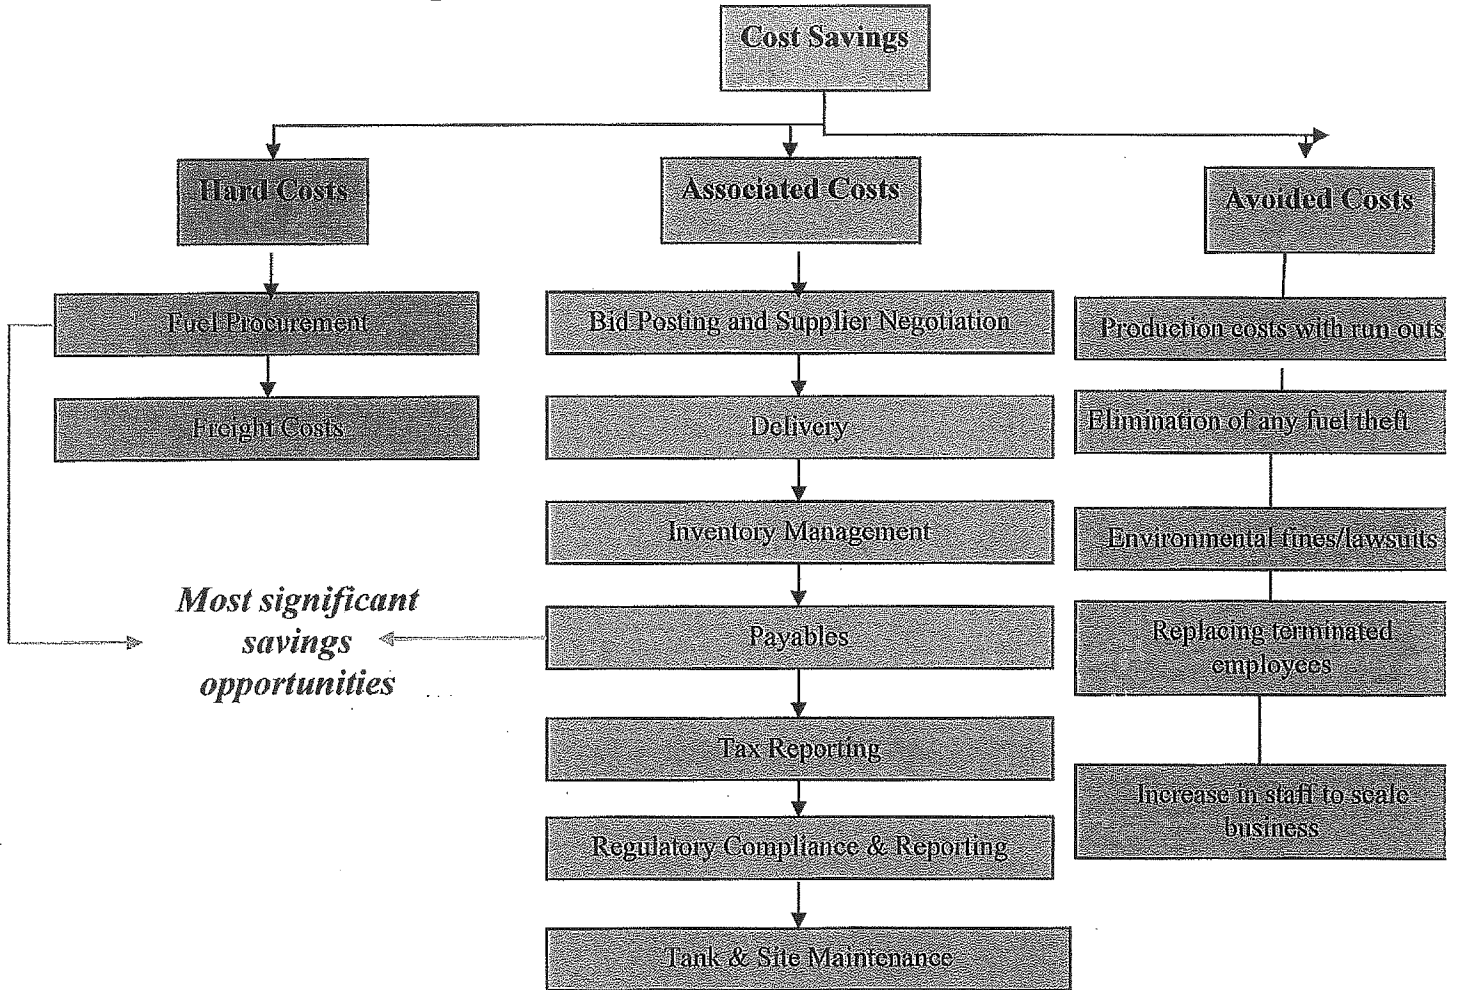 Cost Savings
Hard Costs
Associated Costs
Avoided Costs
Fuel Procurement
Freight Costs
Bid Posting and Supplier Negotiation
Delivery
Inventory Management
Payables
Tax Reporting
Regulatory Compliance & Reporting
Tank & Site Maintenance
Production costs with run outs
Elimination of any fuel theft
Environmental fines/lawsuits
Replacing terminated
employees
Increase in staff to scale
business
Most significant
savings
opportunities